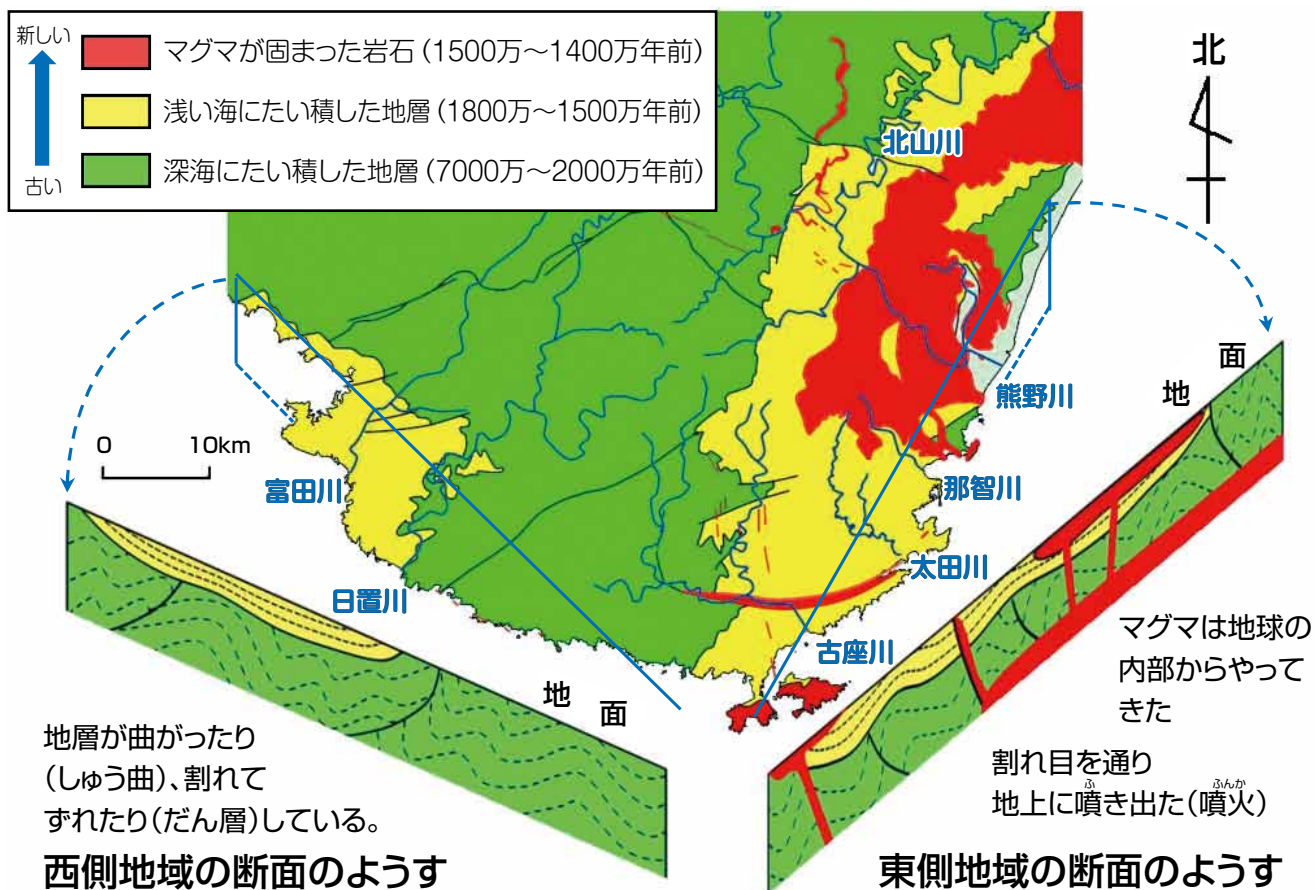 新しい
古い
マグマが固まった岩石(1500万〜1400万年前)
浅い海にたい積した地層(1800万〜1500万年前)
深海にたい積した地層(7000万〜2000万年前)
北
北山川
熊野川
那智川
太田川
古座川
日置川
富田川
0 10km
地面
地面
地層が曲がったり
(しゅう曲)、割れて
ずれたり(だん層)している。
西側地域の断面のようす
マグマは地球の
内部からやって
きた
割れ目を通り
地上に噴き出た(噴火)
ふ ふんか
東側地域の断面のようす